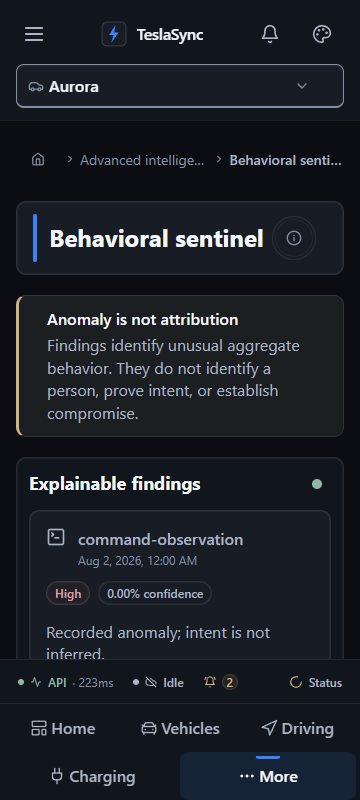 TeslaSync
Aurora
Advanced intellige... Behavioral senti...
Behavioral sentinel
Anomaly is not attribution
Findings identify unusual aggregate
behavior. They do not identify a
person, prove intent, or establish
compromise.
Explainable findings
command-observation
Aug 2, 2026, 12:00 AM
High 0.00% confidence
Recorded anomaly; intent is not
inferred.
API · 223ms Idle 2 Status
Home Vehicles Driving
Charging More